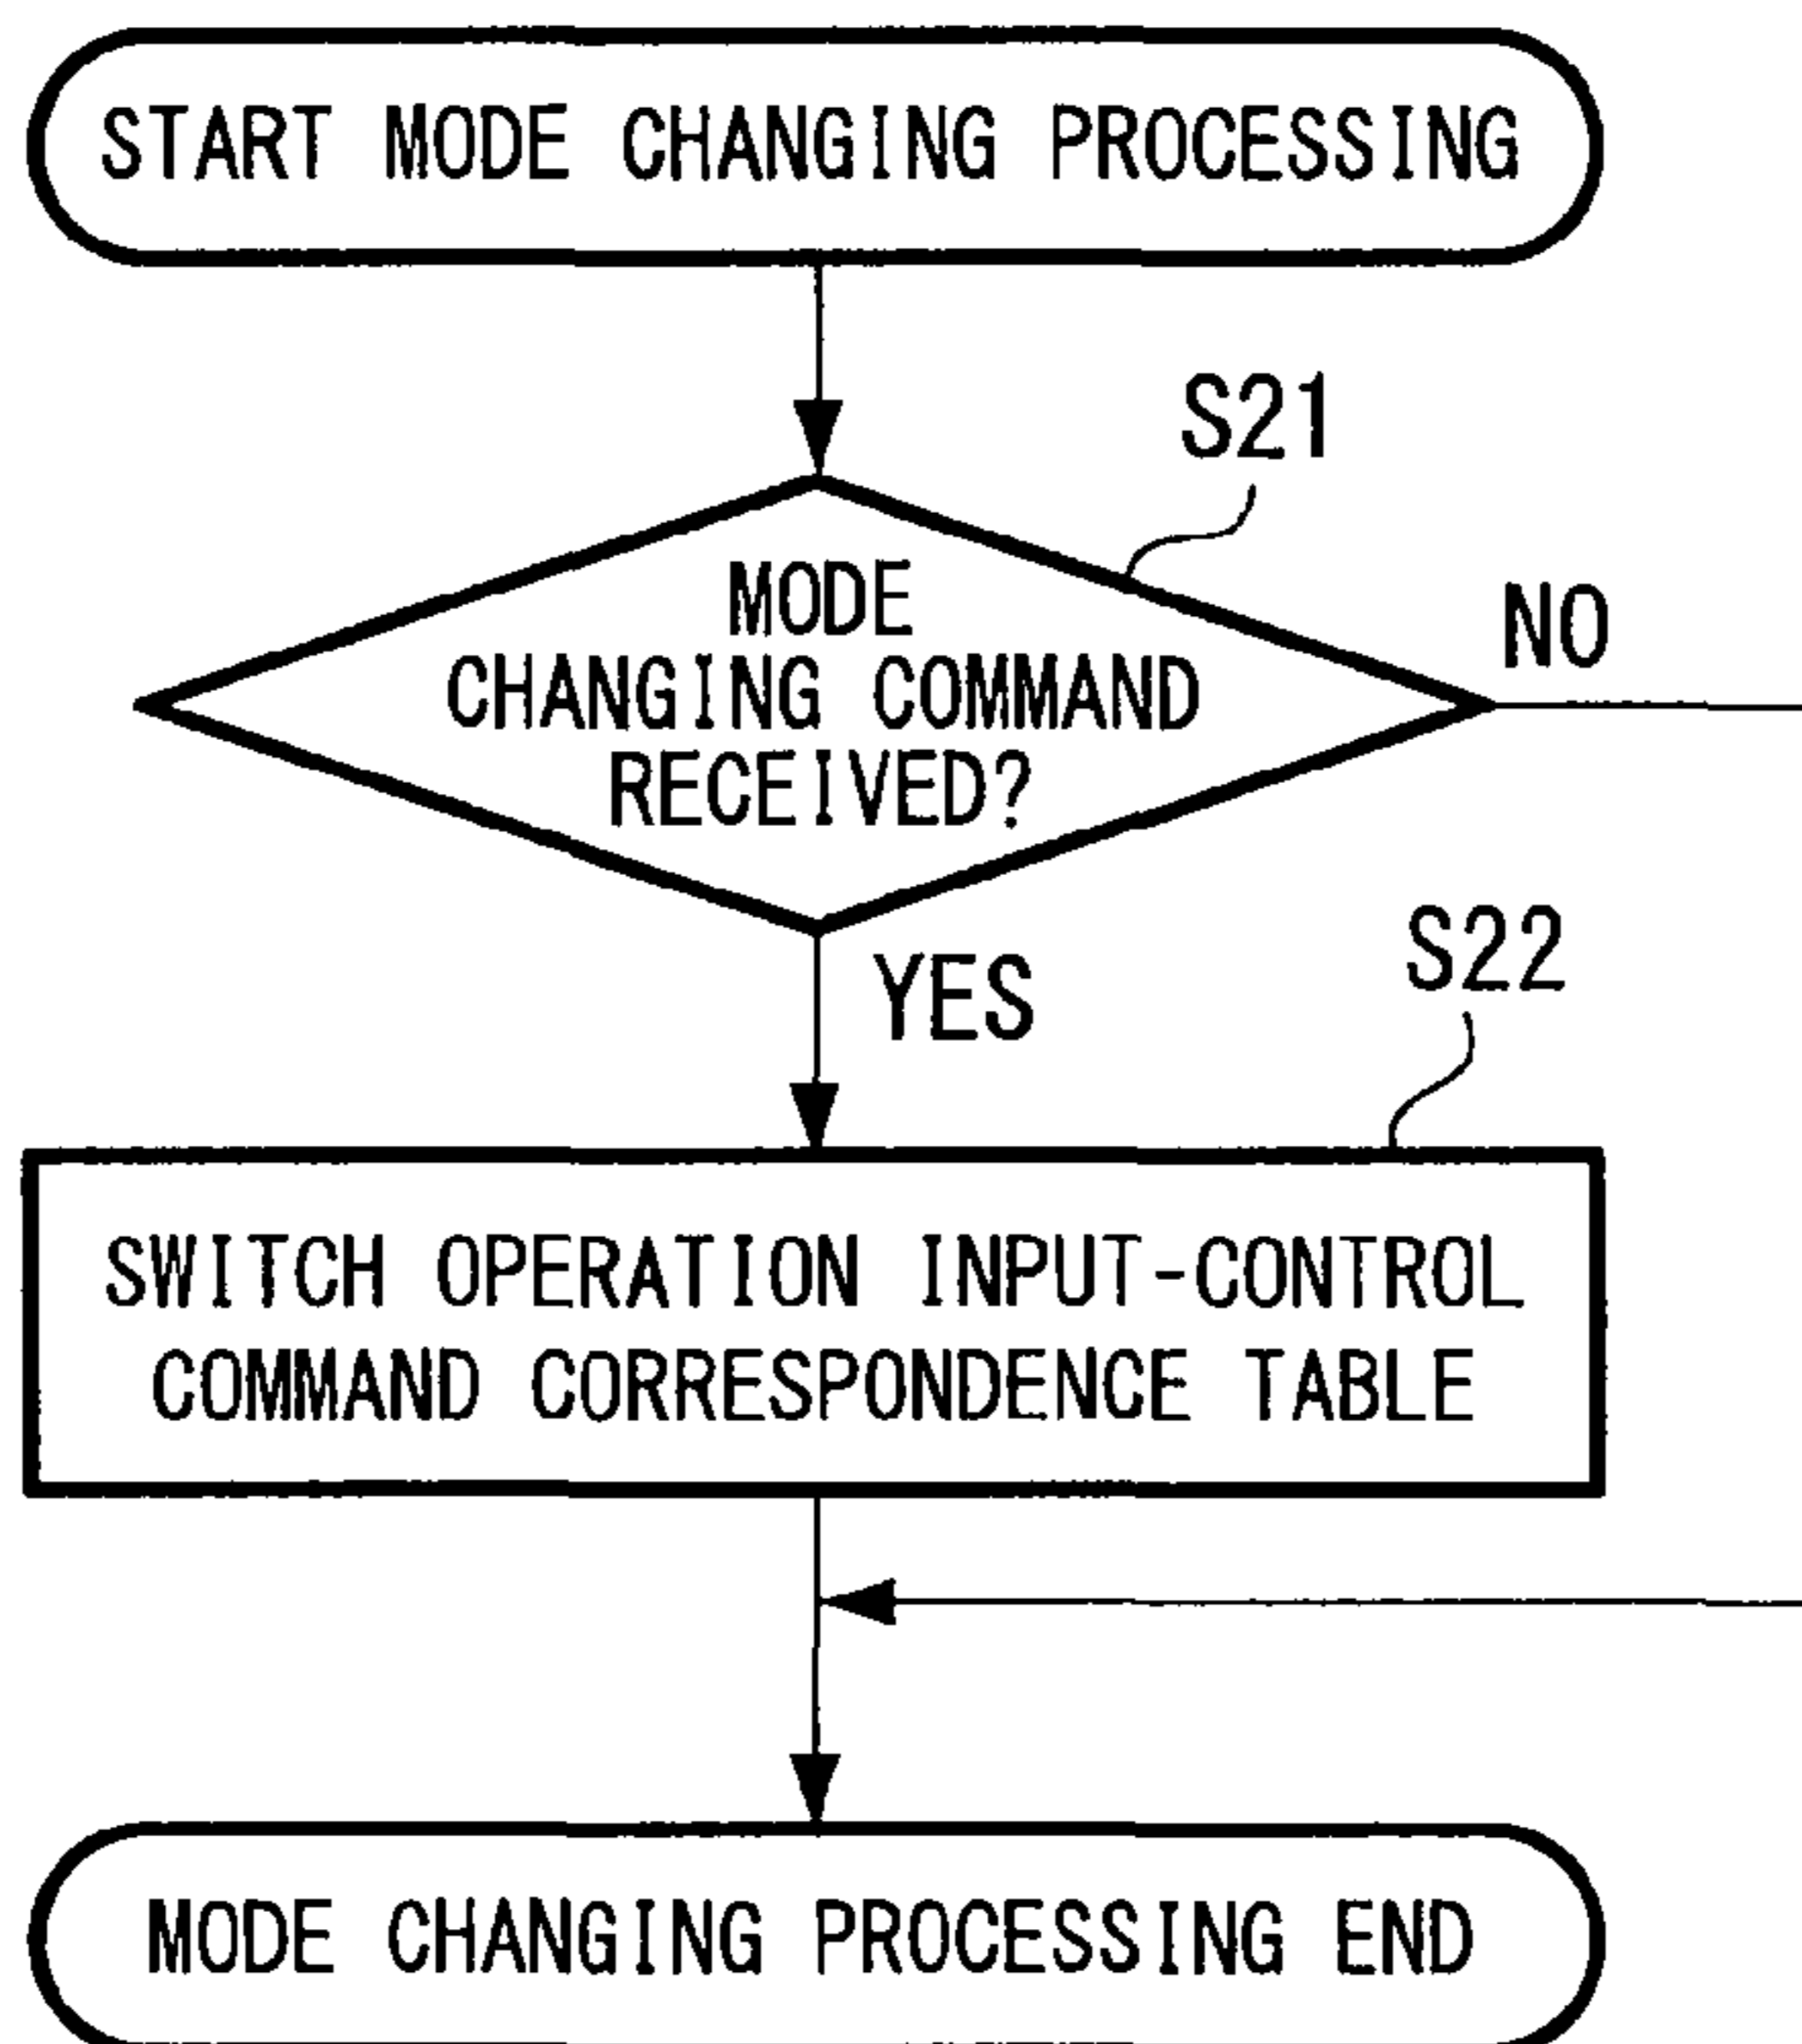 START MODE CHANGING PROCESSING
S21
MODE
CHANGING COMMAND
RECEIVED?
NO
YES
S22
SWITCH OPERATION INPUT-CONTROL
COMMAND CORRESPONDENCE TABLE
MODE CHANGING PROCESSING END